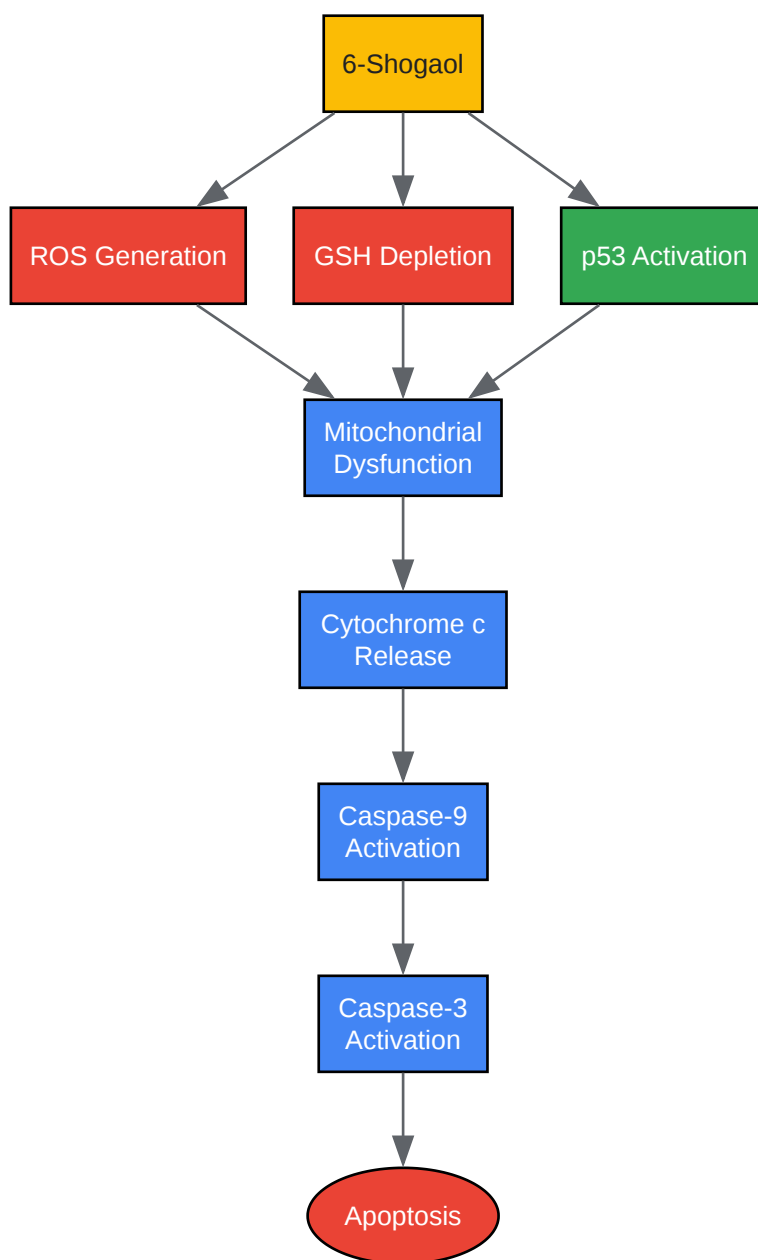 6-Shogaol
ROS Generation
GSH Depletion
p53 Activation
Mitochondrial
Dysfunction
Cytochrome c
Release
Caspase-9
Activation
Caspase-3
Activation
Apoptosis